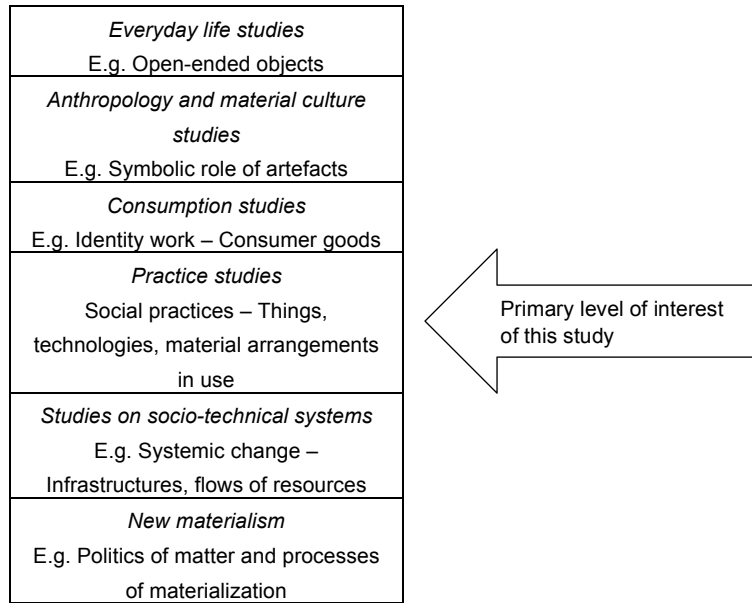 Everyday life studies
E.g. Open-ended objects
Anthropology and material culture
studies
E.g. Symbolic role of artefacts
Consumption studies
E.g. Identity work – Consumer goods
Practice studies
Social practices – Things,
technologies, material arrangements
in use
Studies on socio-technical systems
E.g. Systemic change –
Infrastructures, flows of resources
New materialism
E.g. Politics of matter and processes
of materialization
Primary level of interest
of this study